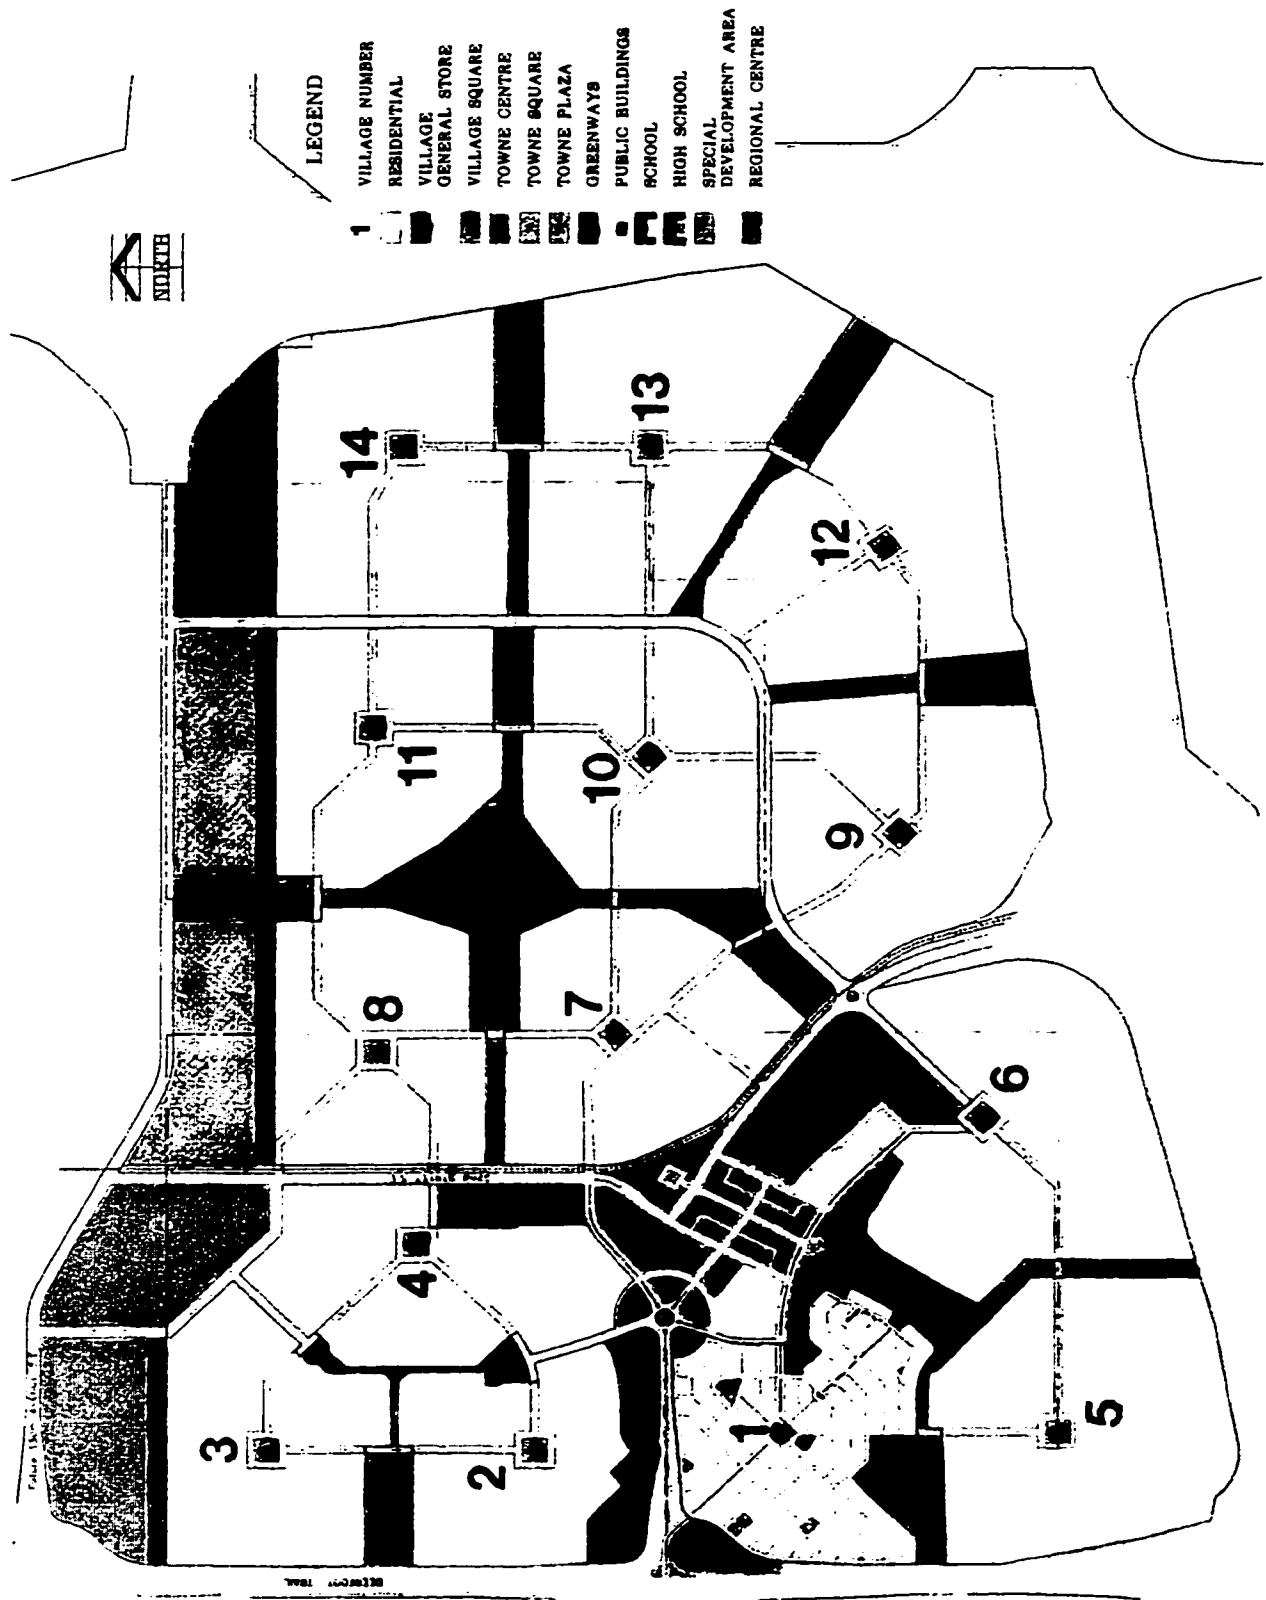 LEGEND
1 VILLAGE NUMBER
RESIDENTIAL
VILLAGE
GENERAL STORE
VILLAGE SQUARE
TOWNE CENTRE
TOWNE SQUARE
TOWNE PLAZA
GREENWAYS
PUBLIC BUILDINGS
SCHOOL
HIGH SCHOOL
SPECIAL
DEVELOPMENT AREA
REGIONAL CENTRE
NORTH
14
13
12
11
10
9
8
7
6
4
3
2
1
5
TRAIL